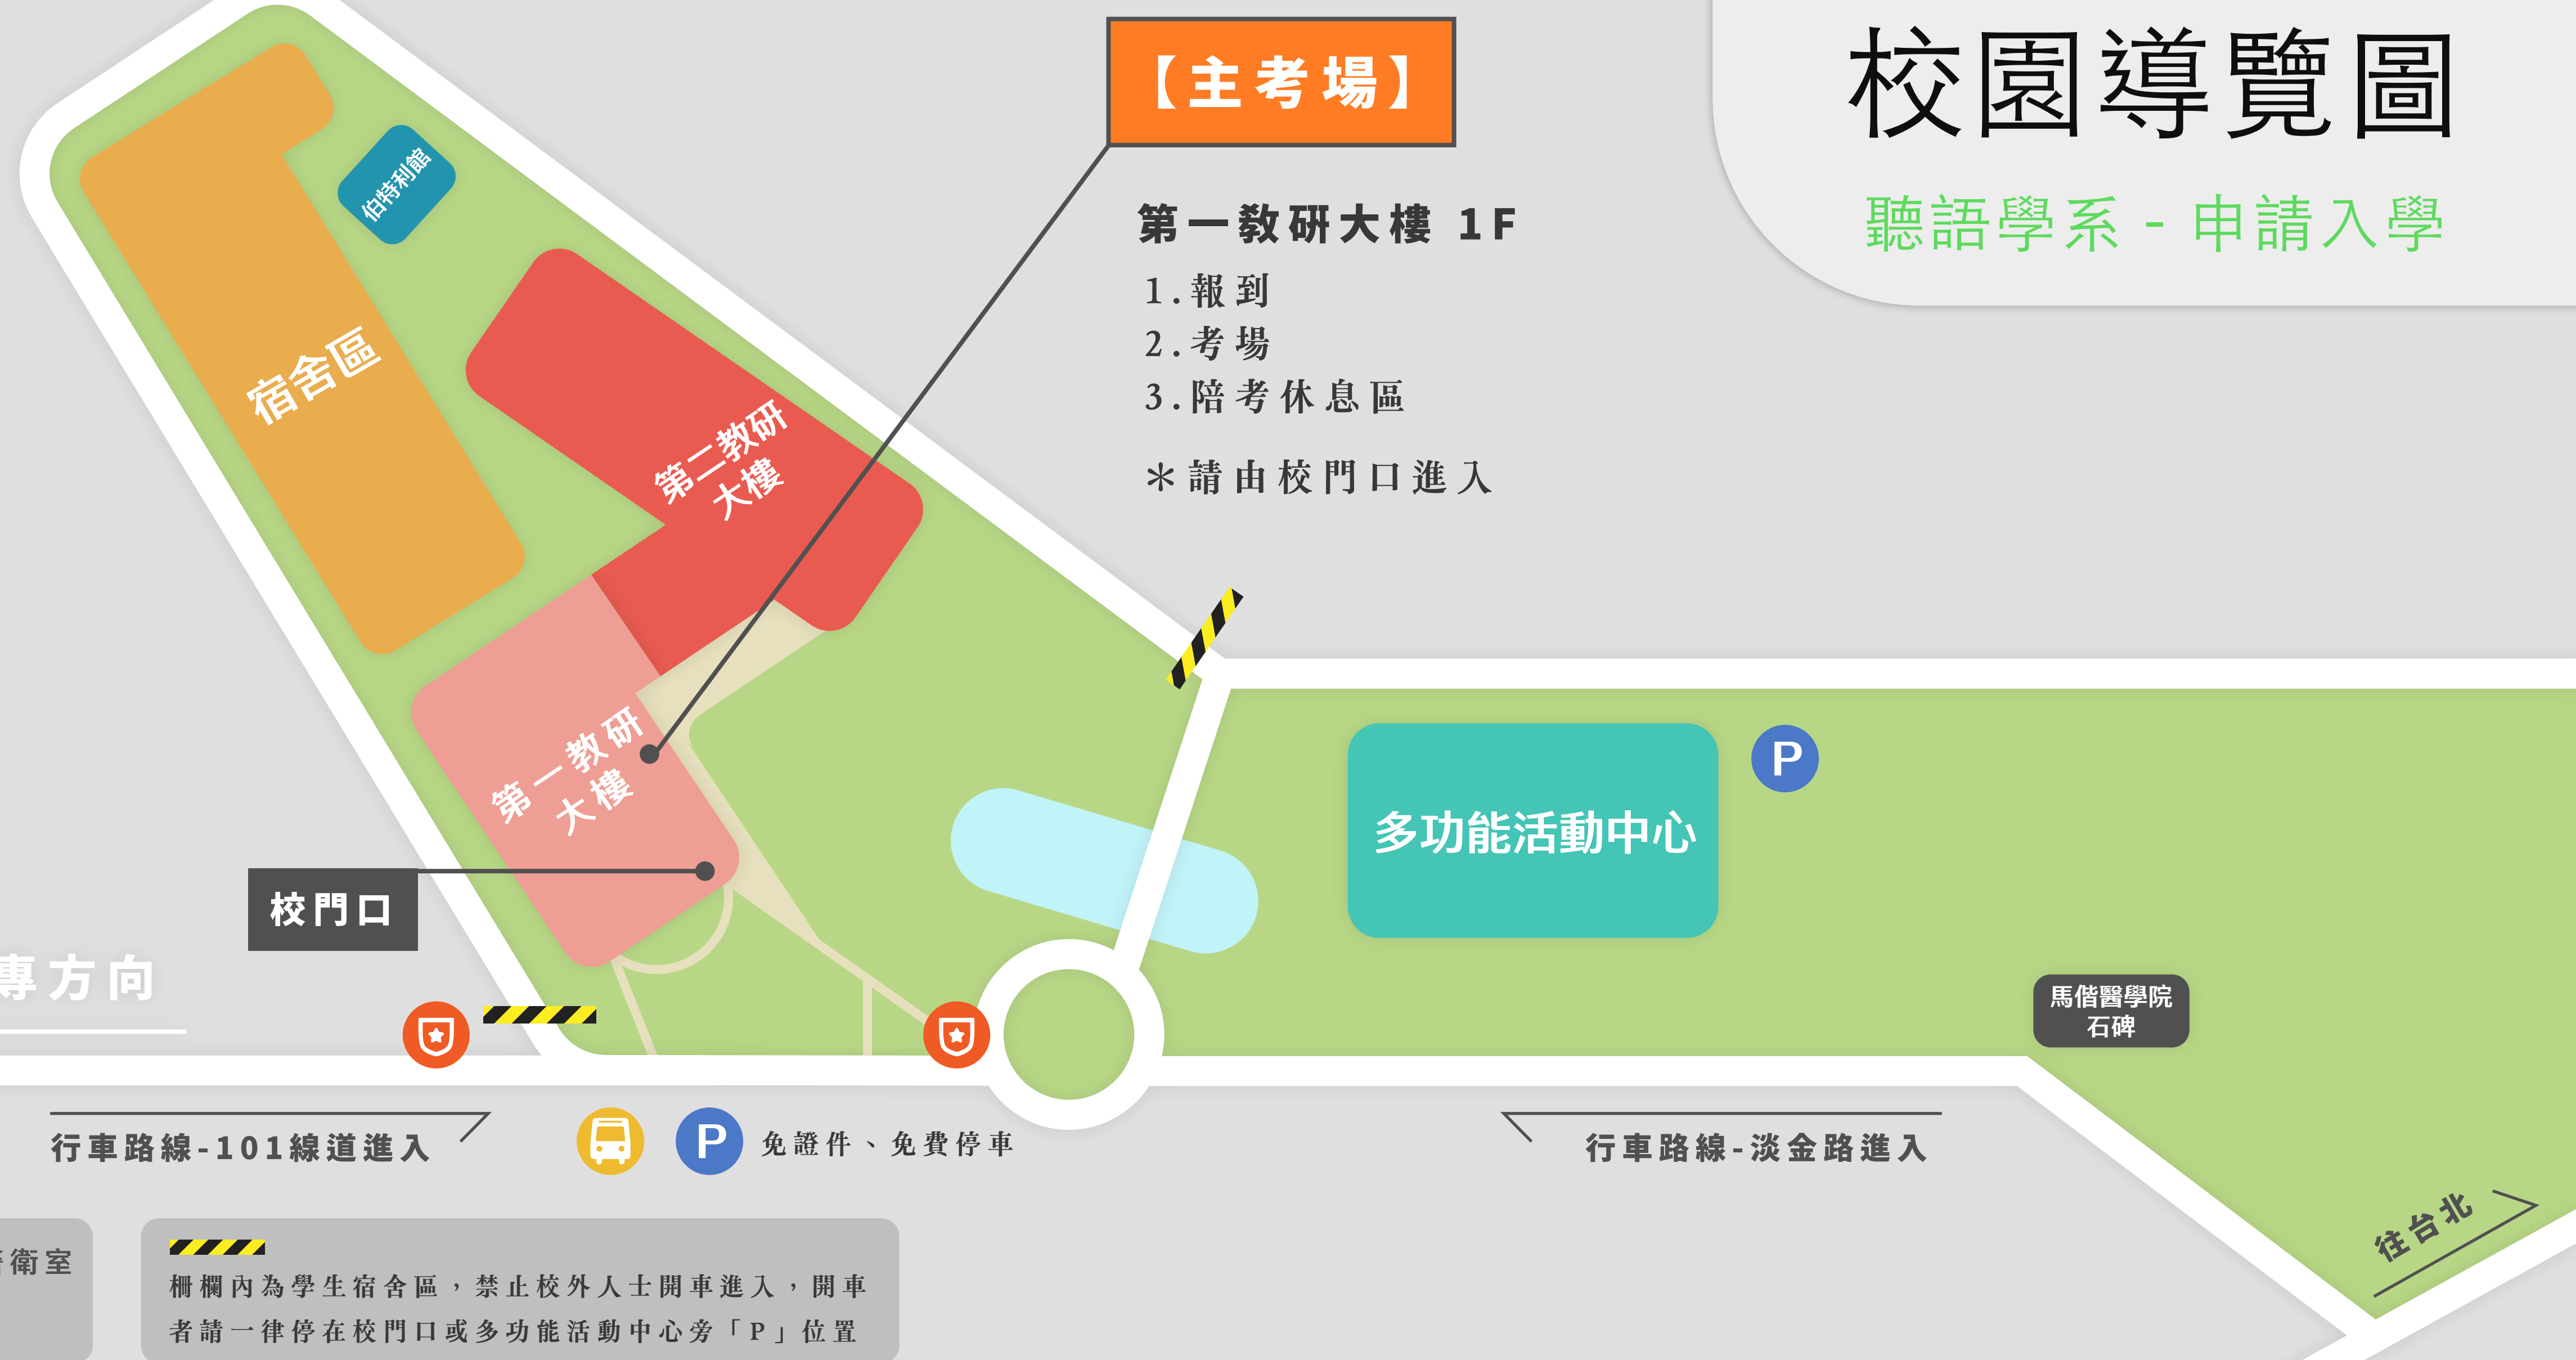 校園導覽圖
聽語學系 - 申請入學
【主考場】
第一教研大樓 1F
1.報到
2.考場
3.陪考休息區
＊請由校門口進入
伯特利館
宿舍區
第二教研
大樓
第一教研
大樓
校門口
多功能活動中心
P
專方向
馬偕醫學院
石碑
行車路線-101線道進入
P
免證件、免費停車
行車路線-淡金路進入
往台北
衛室
柵欄內為學生宿舍區，禁止校外人士開車進入，開車
者請一律停在校門口或多功能活動中心旁「P」位置